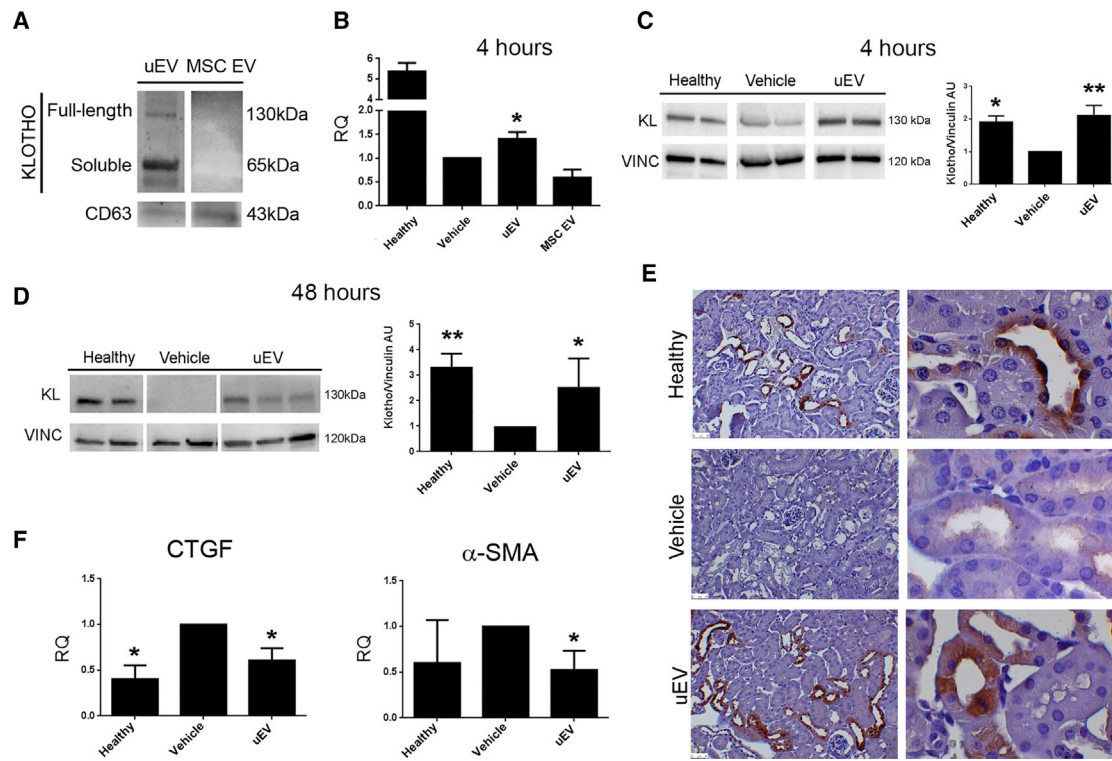 A
uEV MSC EV
KLOTHO
Full-length
130kDa
Soluble
65kDa
CD63
43kDa
B
4 hours
RQ
6
5
4
3
2.0
1.5
1.0
0.5
0.0
*
Healthy
Vehicle
uEV
MSC EV
C
4 hours
Healthy Vehicle uEV
KL
130 kDa
VINC
120 kDa
Klotho/Vinculin AU
3
2
1
0
*
**
Healthy
Vehicle
uEV
D
48 hours
Healthy Vehicle uEV
KL
130kDa
VINC
120kDa
Klotho/Vinculin AU
5
4
3
2
1
0
**
*
Healthy
Vehicle
uEV
E
Healthy
Vehicle
uEV
F
CTGF
RQ
1.5
1.0
0.5
0.0
*
*
Healthy
Vehicle
uEV
α-SMA
RQ
1.5
1.0
0.5
0.0
*
Healthy
Vehicle
uEV